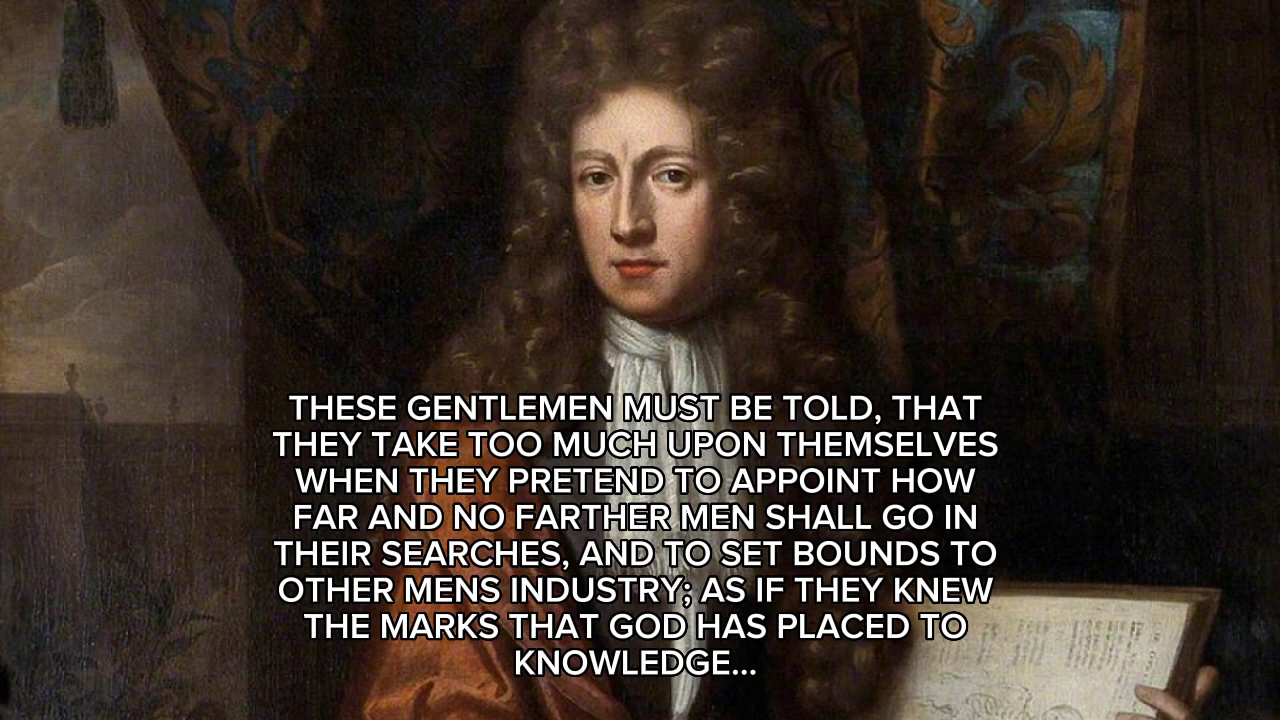 THESE GENTLEMEN MUST BE TOLD, THAT
THEY TAKE TOO MUCH UPON THEMSELVES
WHEN THEY PRETEND TO APPOINT HOW
FAR AND NO FARTHER MEN SHALL GO IN
THEIR SEARCHES, AND TO SET BOUNDS TO
OTHER MENS INDUSTRY; AS IF THEY KNEW
THE MARKS THAT GOD HAS PLACED TO
KNOWLEDGE...